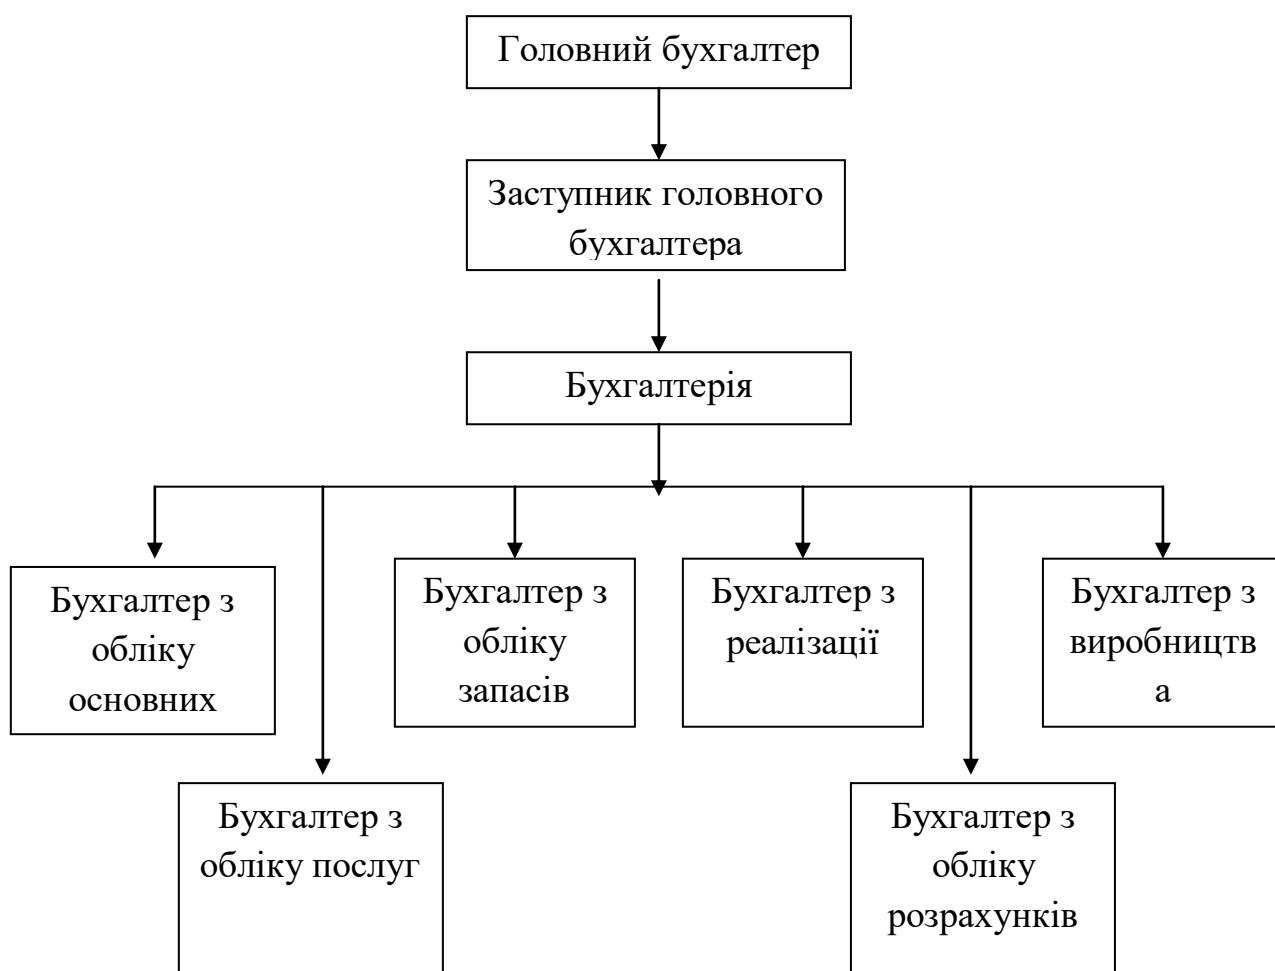 Головний бухгалтер
Заступник головного
бухгалтера
Бухгалтерія
Бухгалтер з
обліку
основних
Бухгалтер з
обліку
запасів
Бухгалтер з
реалізації
Бухгалтер з
виробництв
а
Бухгалтер з
обліку послуг
Бухгалтер з
обліку
розрахунків